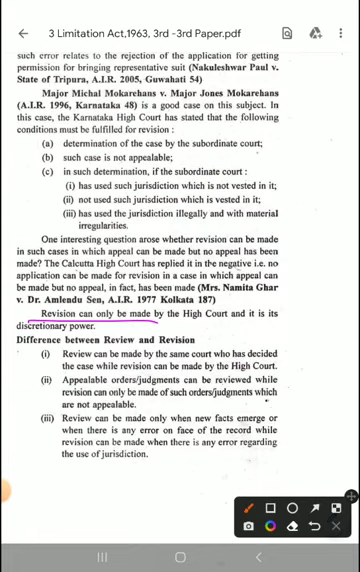 3 Limitation Act,1963, 3rd -3rd Paper.pdf
such error relates to the rejection of the application for getting
permission for bringing representative suit (Nakuleshwar Paul v.
State of Tripura, A.I.R. 2005, Guwahati 54)
Major Michal Mokarehans v. Major Jones Mokarehans
(A.I.R. 1996, Karnataka 48) is a good case on this subject. In
this case, the Karnataka High Court has stated that the following
conditions must be fulfilled for revision :
(a) determination of the case by the subordinate court;
(b) such case is not appealable;
(c) in such determination, if the subordinate court :
(i) has used such jurisdiction which is not vested in it;
(ii) not used such jurisdiction which is vested in it;
(iii) has used the jurisdiction illegally and with material
irregularities.
One interesting question arose whether revision can be made
in such cases in which appeal can be made but no appeal has been
made? The Calcutta High Court has replied it in the negative i.e. no
application can be made for revision in a case in which appeal can
be made but no appeal, in fact, has been made (Mrs. Namita Ghar
v. Dr. Amlendu Sen, A.I.R. 1977 Kolkata 187)
Revision can only be made by the High Court and it is its
discretionary power.
Difference between Review and Revision
(i) Review can be made by the same court who has decided
the case while revision can be made by the High Court.
(ii) Appealable orders/judgments can be reviewed while
revision can only be made of such orders/judgments which
are not appealable.
(iii) Review can be made only when new facts emerge or
when there is any error on face of the record while
revision can be made when there is any error regarding
the use of jurisdiction.